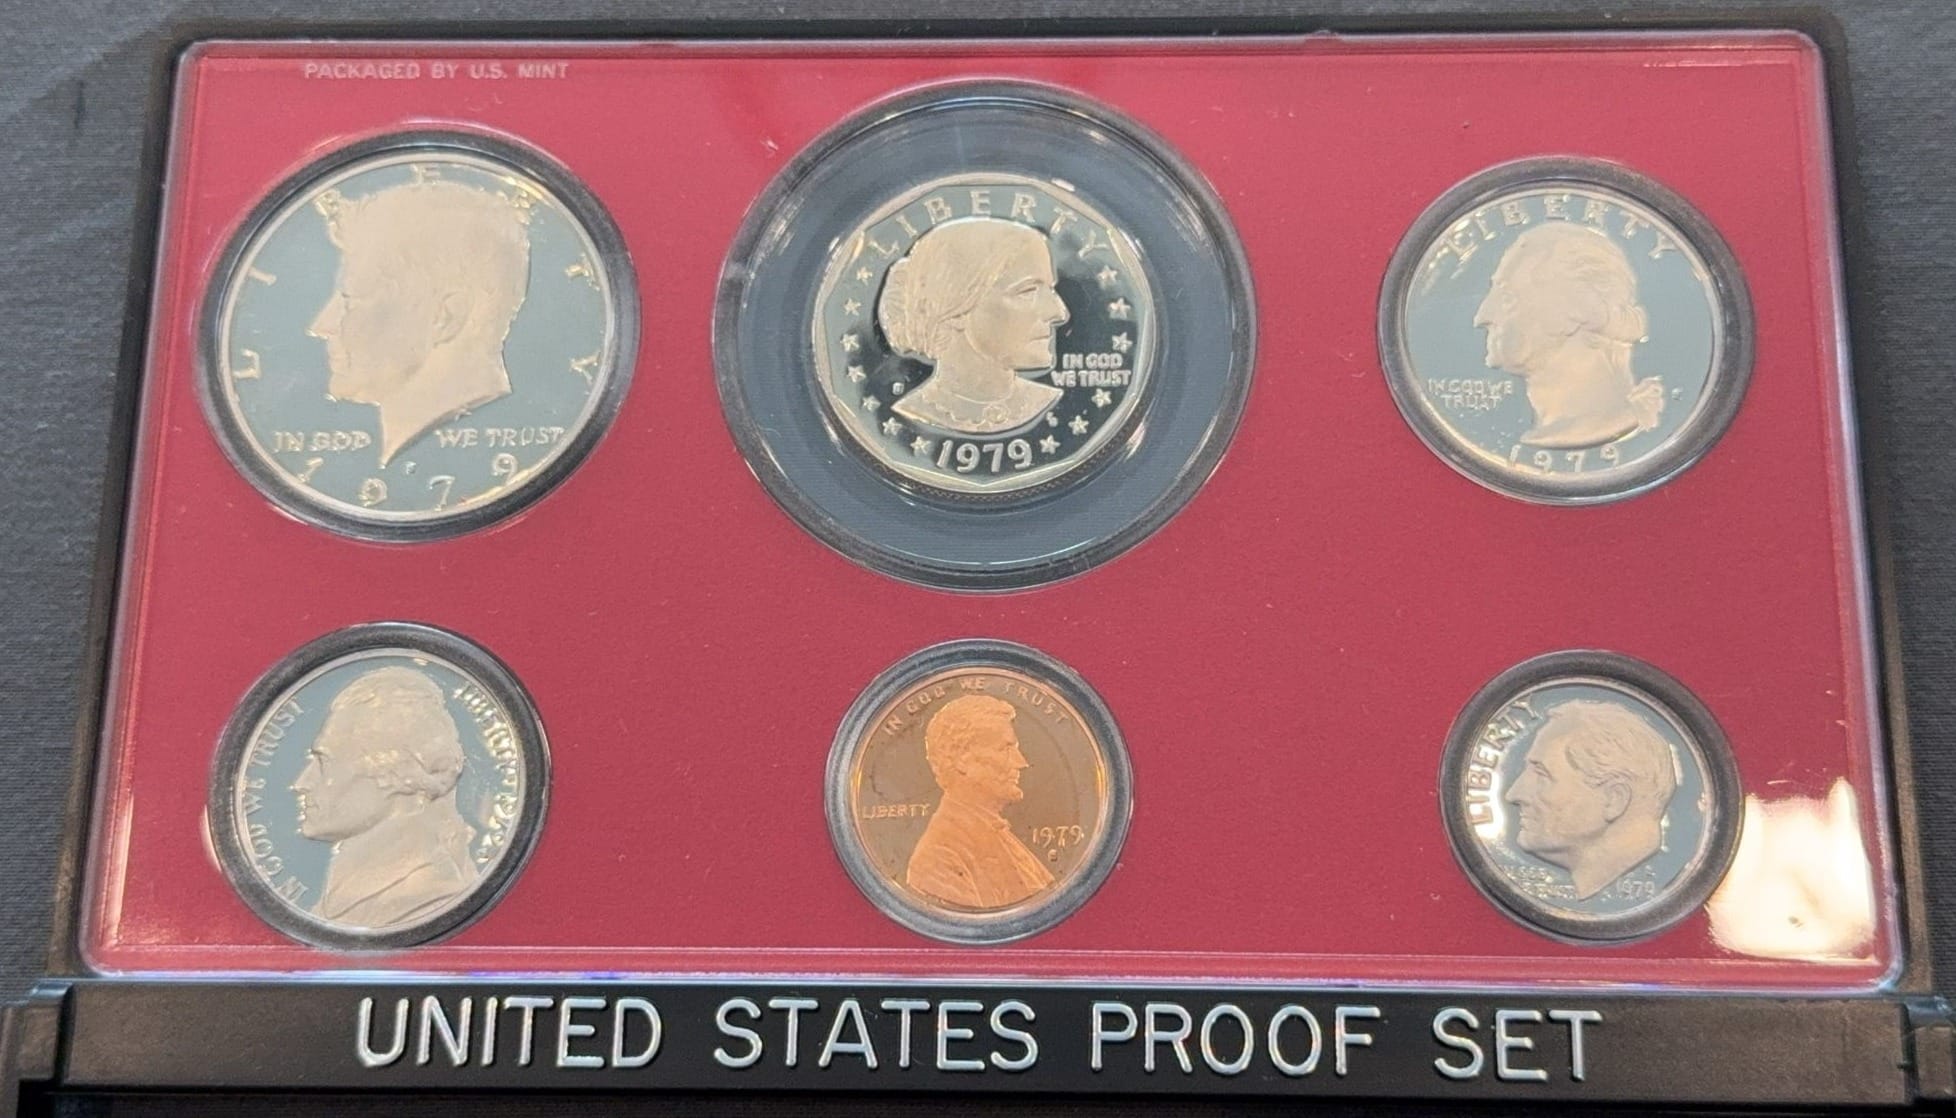 PACKAGED BY U.S. MINT
LIBERTY
IN GOD WE TRUST
1979
LIBERTY
IN GOD
WE TRUST
S
1979
LIBERTY
IN GOD WE
TRUST
1979
IN GOD WE TRUST
IN GOD WE TRUST
LIBERTY
1979
S
LIBERTY
1979
UNITED STATES PROOF SET